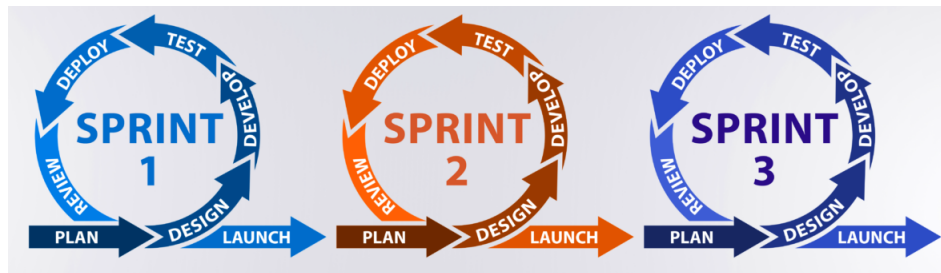 DEPLOY
TEST
DEVELOP
SPRINT
1
REVIEW
DESIGN
PLAN
LAUNCH
DEPLOY
TEST
DEVELOP
SPRINT
2
REVIEW
DESIGN
PLAN
LAUNCH
DEPLOY
TEST
DEVELOP
SPRINT
3
REVIEW
DESIGN
PLAN
LAUNCH